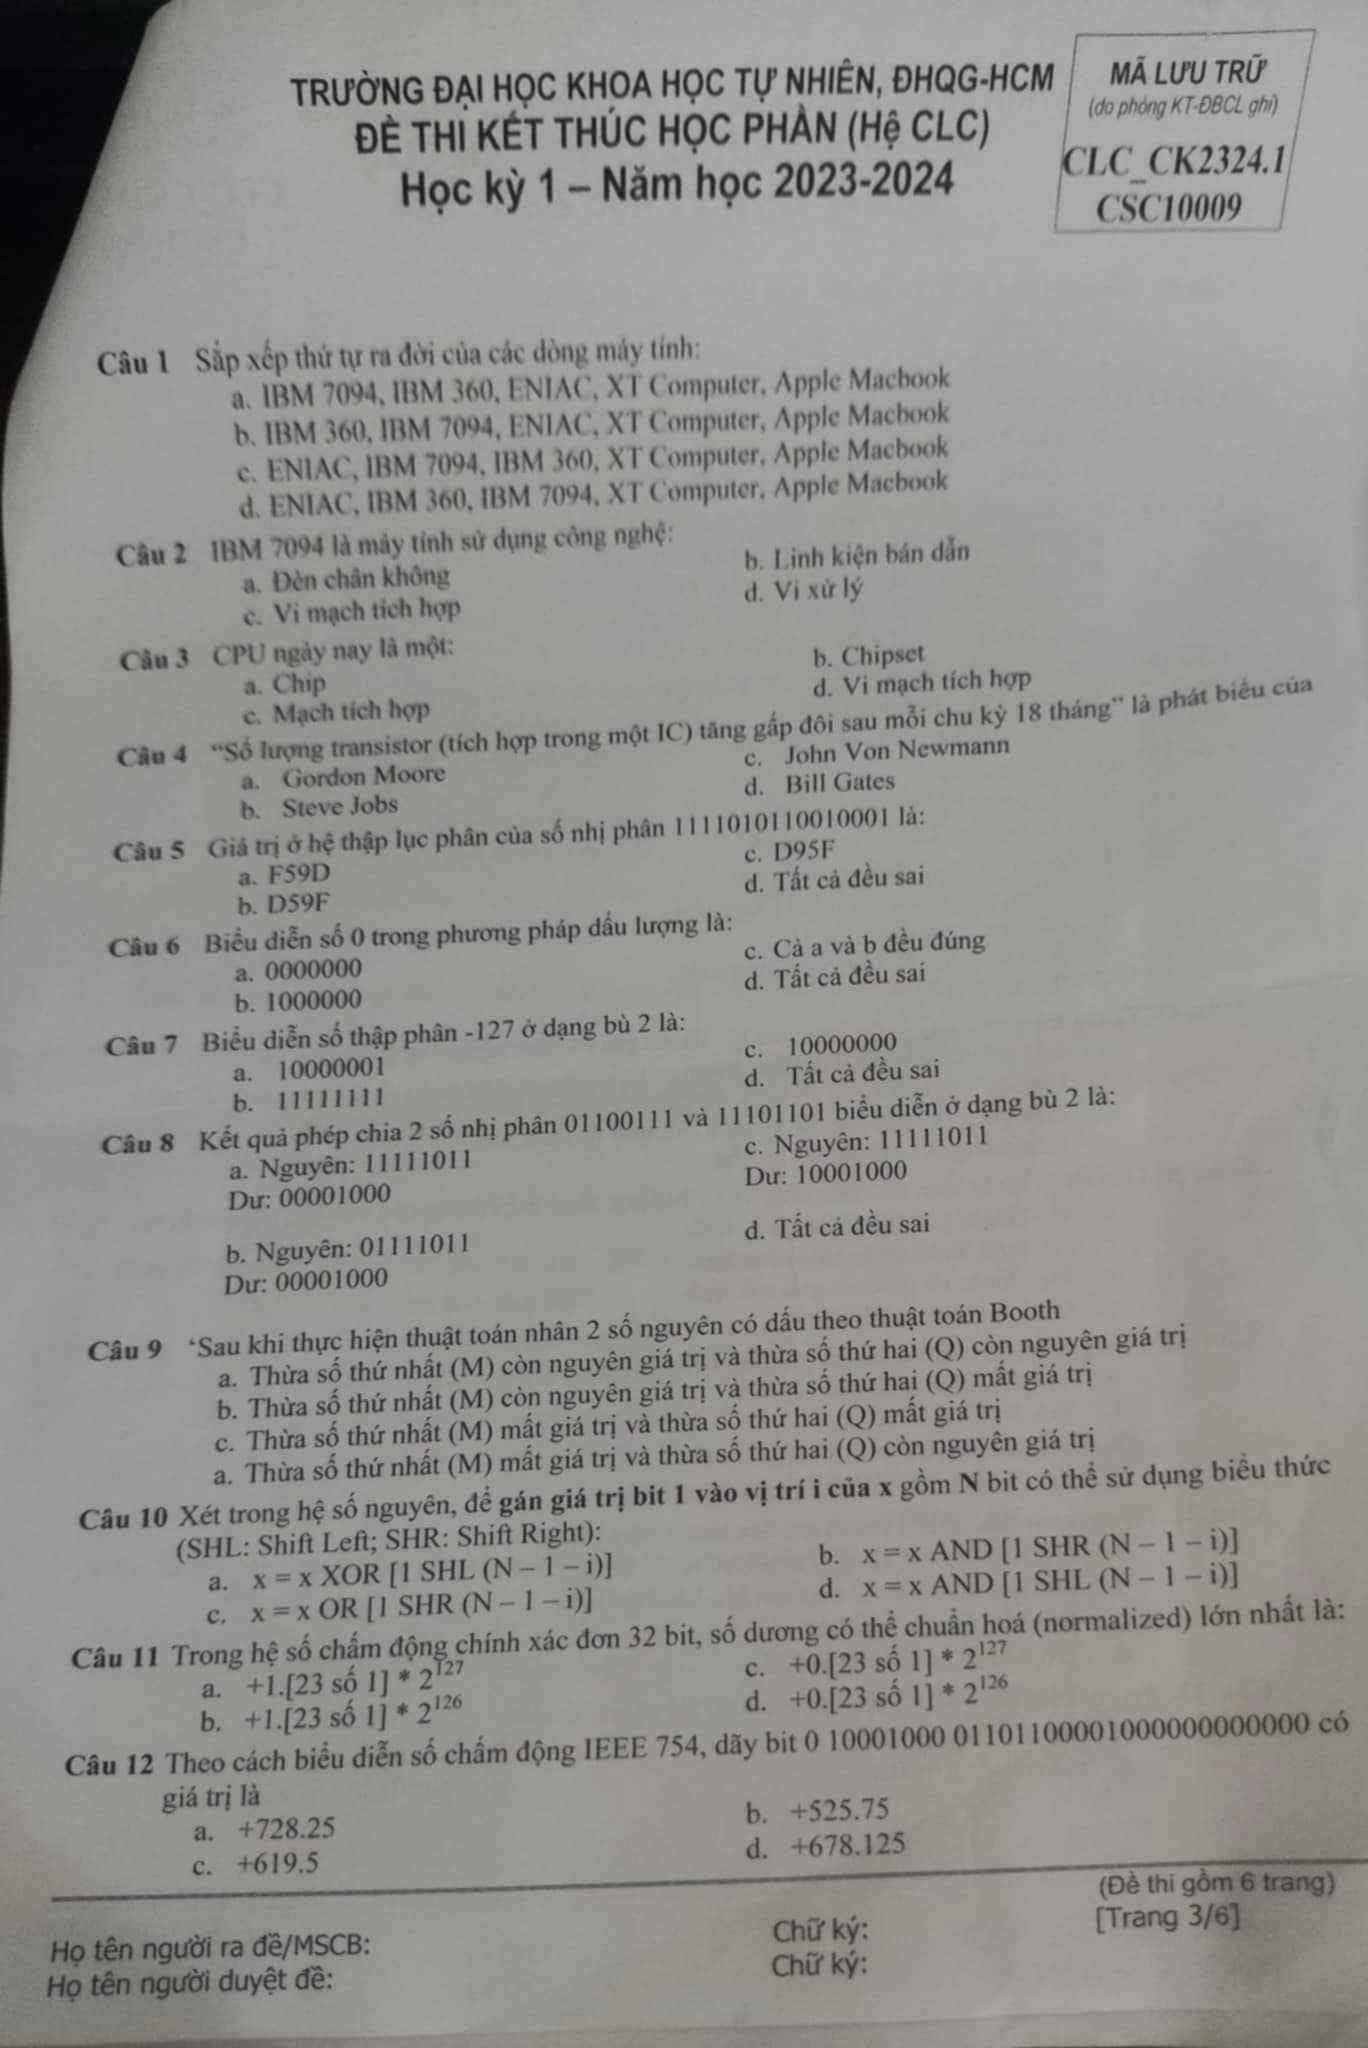 TRƯỜNG ĐẠI HỌC KHOA HỌC TỰ NHIÊN, ĐHQG-HCM
ĐỀ THI KẾT THÚC HỌC PHẦN (Hệ CLC)
Học kỳ 1 – Năm học 2023-2024
MÃ LƯU TRỮ
(do phòng KT-ĐBCL ghi)
CLC_CK2324.1
CSC10009
Câu 1 Sắp xếp thứ tự ra đời của các dòng máy tính:
a. IBM 7094, IBM 360, ENIAC, XT Computer, Apple Macbook
b. IBM 360, IBM 7094, ENIAC, XT Computer, Apple Macbook
c. ENIAC, IBM 7094, IBM 360, XT Computer, Apple Macbook
d. ENIAC, IBM 360, IBM 7094, XT Computer, Apple Macbook
Câu 2 IBM 7094 là máy tính sử dụng công nghệ:
a. Đèn chân không
b. Linh kiện bán dẫn
c. Vi mạch tích hợp
d. Vi xử lý
Câu 3 CPU ngày nay là một:
a. Chip
b. Chipset
c. Mạch tích hợp
d. Vi mạch tích hợp
Câu 4 “Số lượng transistor (tích hợp trong một IC) tăng gấp đôi sau mỗi chu kỳ 18 tháng” là phát biểu của
a. Gordon Moore
c. John Von Newmann
b. Steve Jobs
d. Bill Gates
Câu 5 Giá trị ở hệ thập lục phân của số nhị phân 1111010110010001 là:
a. F59D
c. D95F
b. D59F
d. Tất cả đều sai
Câu 6 Biểu diễn số 0 trong phương pháp dấu lượng là:
a. 0000000
c. Cả a và b đều đúng
b. 1000000
d. Tất cả đều sai
Câu 7 Biểu diễn số thập phân -127 ở dạng bù 2 là:
a. 10000001
c. 10000000
b. 11111111
d. Tất cả đều sai
Câu 8 Kết quả phép chia 2 số nhị phân 01100111 và 11101101 biểu diễn ở dạng bù 2 là:
a. Nguyên: 11111011
c. Nguyên: 11111011
Dư: 00001000
Dư: 10001000
b. Nguyên: 01111011
d. Tất cả đều sai
Dư: 00001000
Câu 9 ‘Sau khi thực hiện thuật toán nhân 2 số nguyên có dấu theo thuật toán Booth
a. Thừa số thứ nhất (M) còn nguyên giá trị và thừa số thứ hai (Q) còn nguyên giá trị
b. Thừa số thứ nhất (M) còn nguyên giá trị và thừa số thứ hai (Q) mất giá trị
c. Thừa số thứ nhất (M) mất giá trị và thừa số thứ hai (Q) mất giá trị
a. Thừa số thứ nhất (M) mất giá trị và thừa số thứ hai (Q) còn nguyên giá trị
Câu 10 Xét trong hệ số nguyên, để gán giá trị bit 1 vào vị trí i của x gồm N bit có thể sử dụng biểu thức
(SHL: Shift Left; SHR: Shift Right):
a. x = x XOR [1 SHL (N – 1 – i)]
b. x = x AND [1 SHR (N – 1 – i)]
c. x = x OR [1 SHR (N – 1 – i)]
d. x = x AND [1 SHL (N – 1 – i)]
Câu 11 Trong hệ số chấm động chính xác đơn 32 bit, số dương có thể chuẩn hoá (normalized) lớn nhất là:
a. +1.[23 số 1] * 2^127
c. +0.[23 số 1] * 2^127
b. +1.[23 số 1] * 2^126
d. +0.[23 số 1] * 2^126
Câu 12 Theo cách biểu diễn số chấm động IEEE 754, dãy bit 0 10001000 01101100001000000000000 có
giá trị là
a. +728.25
b. +525.75
c. +619.5
d. +678.125
(Đề thi gồm 6 trang)
[Trang 3/6]
Họ tên người ra đề/MSCB:
Chữ ký:
Họ tên người duyệt đề:
Chữ ký: